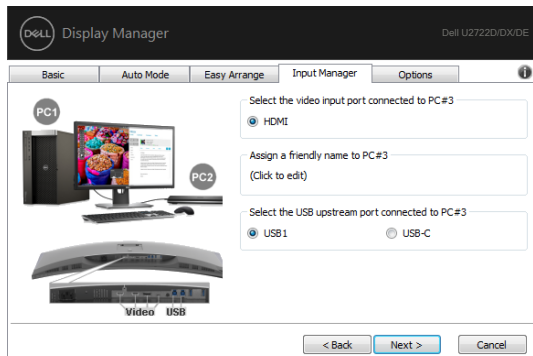 DELL Display Manager
Dell U2722D/DX/DE
Basic
Auto Mode
Easy Arrange
Input Manager
Options
PC1
PC2
Video
USB
Select the video input port connected to PC#3
HDMI
Assign a friendly name to PC#3
(Click to edit)
Select the USB upstream port connected to PC#3
USB1
USB-C
< Back
Next >
Cancel